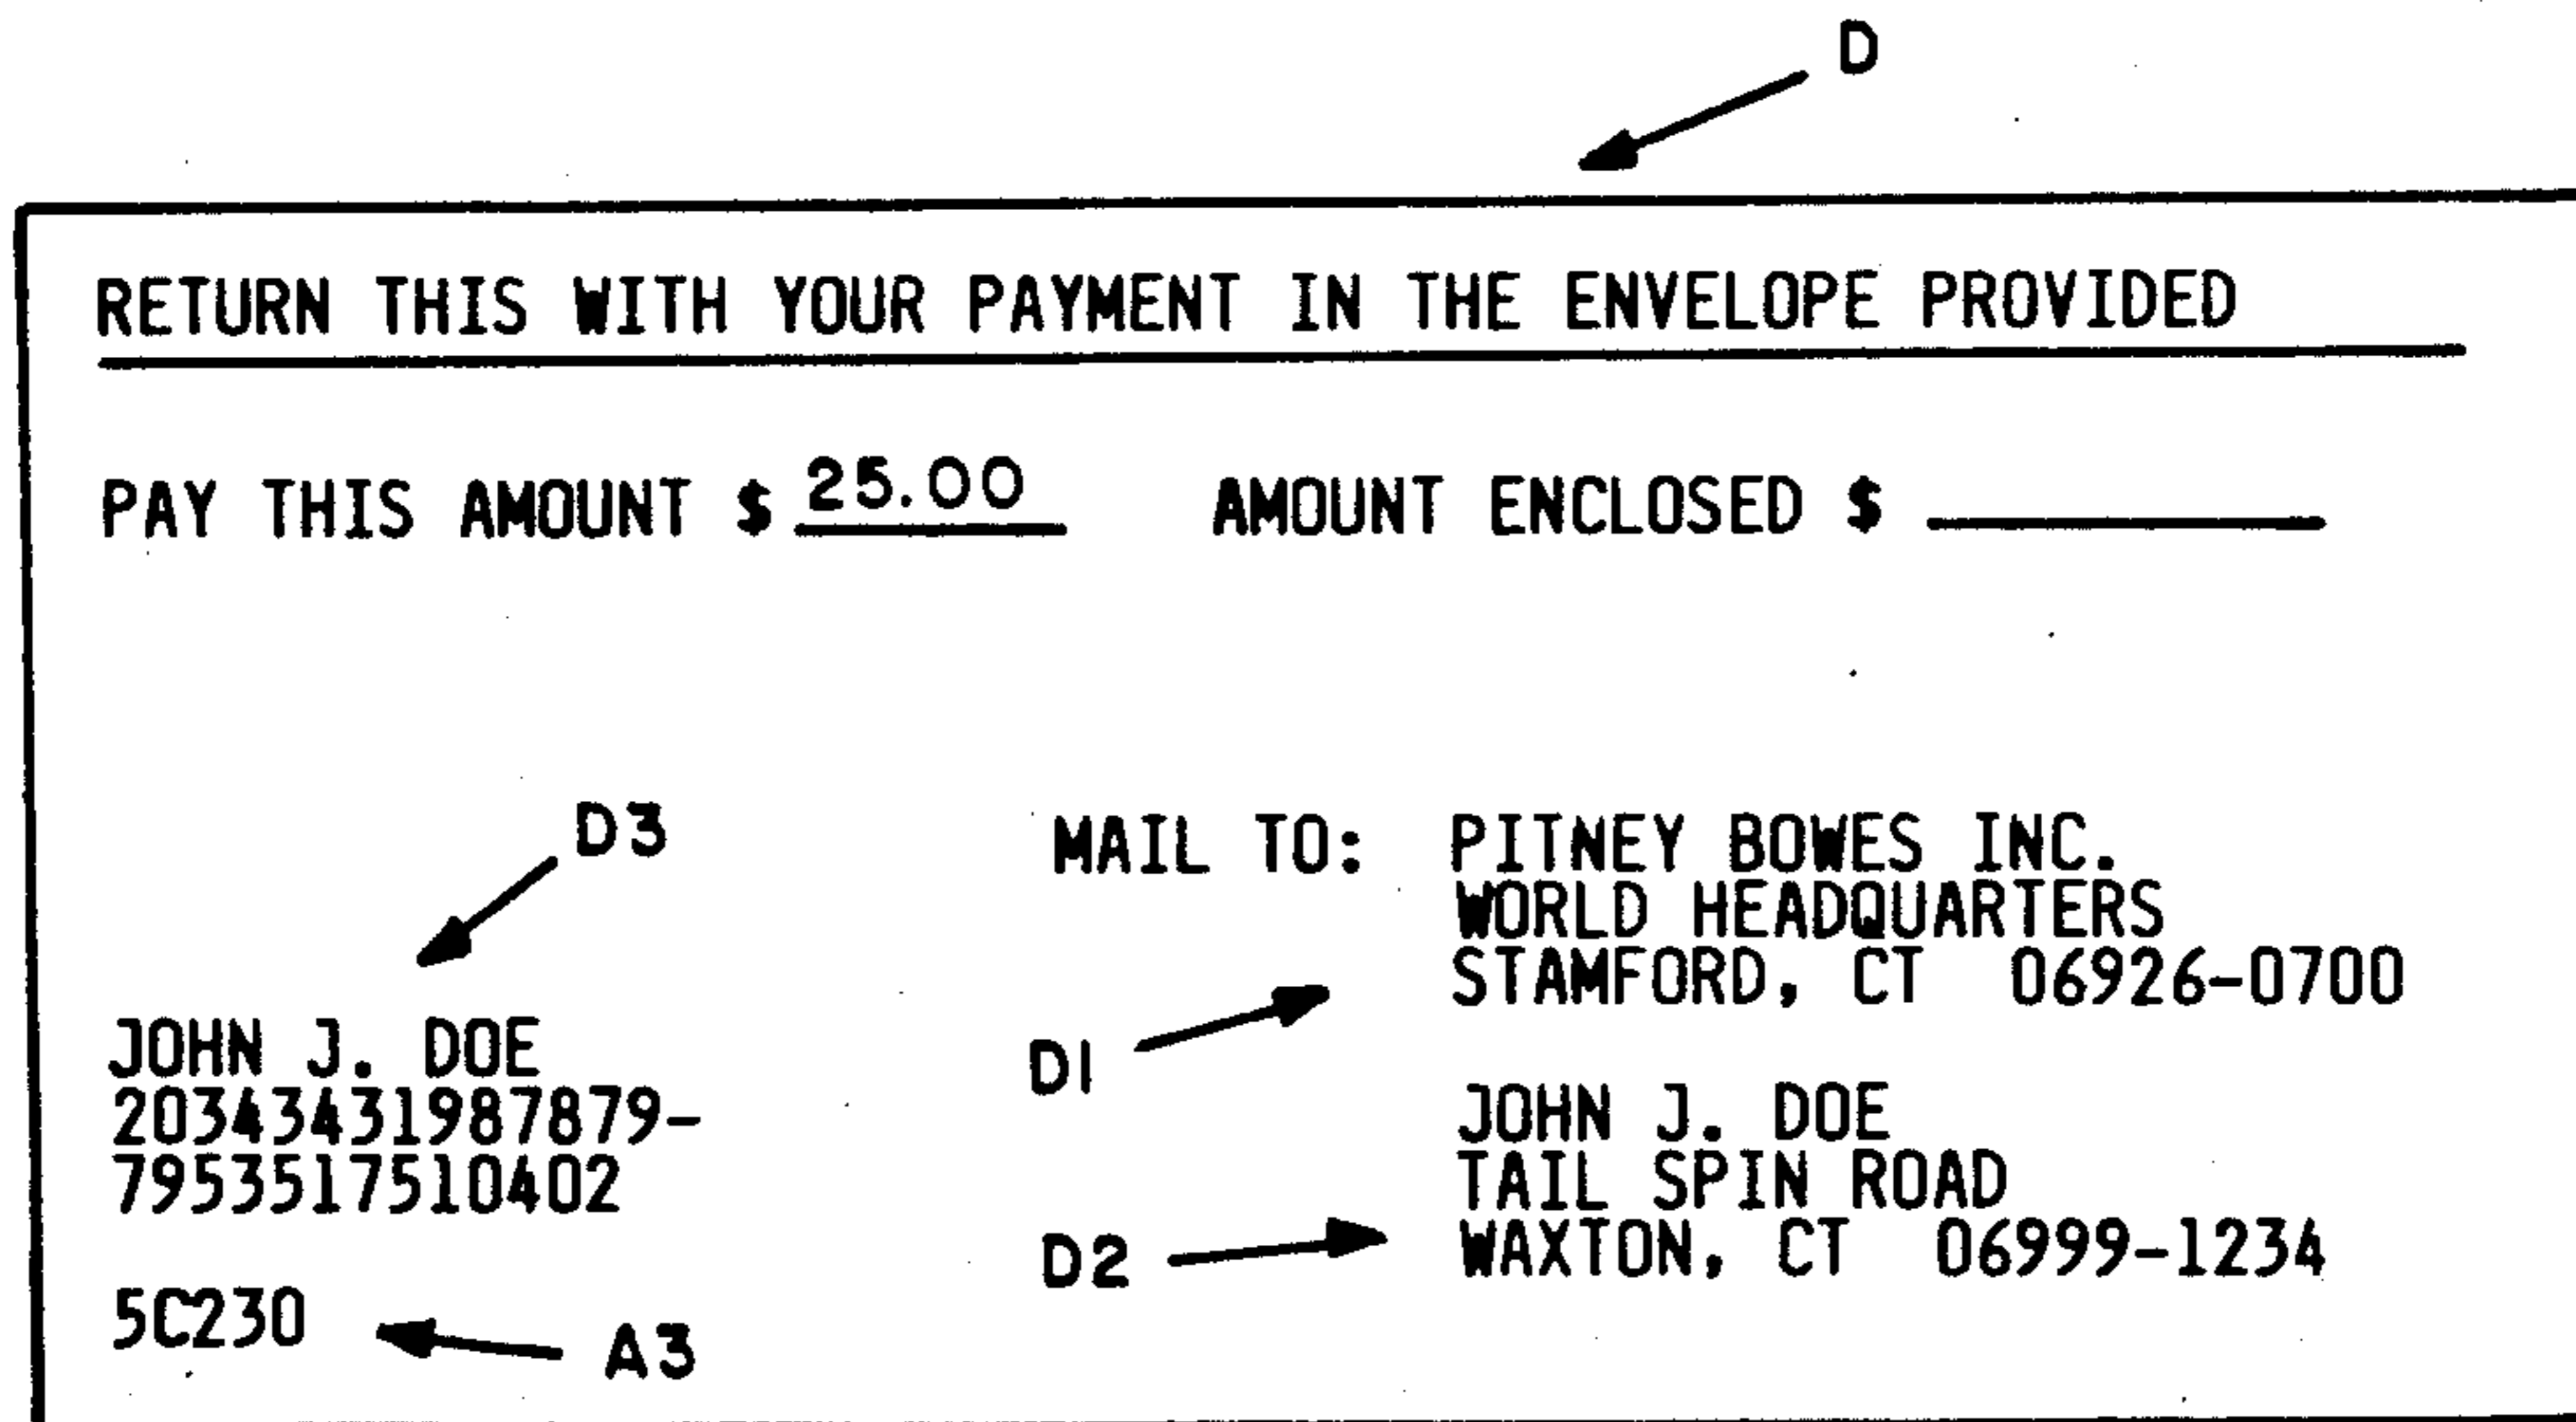 D
RETURN THIS WITH YOUR PAYMENT IN THE ENVELOPE PROVIDED
PAY THIS AMOUNT $ 25.00 AMOUNT ENCLOSED $
D3
MAIL TO: PITNEY BOWES INC.
WORLD HEADQUARTERS
STAMFORD, CT 06926-0700
D1
JOHN J. DOE
20343431987879-
7953517510402
JOHN J. DOE
TAIL SPIN ROAD
WAXTON, CT 06999-1234
D2
5C230
A3